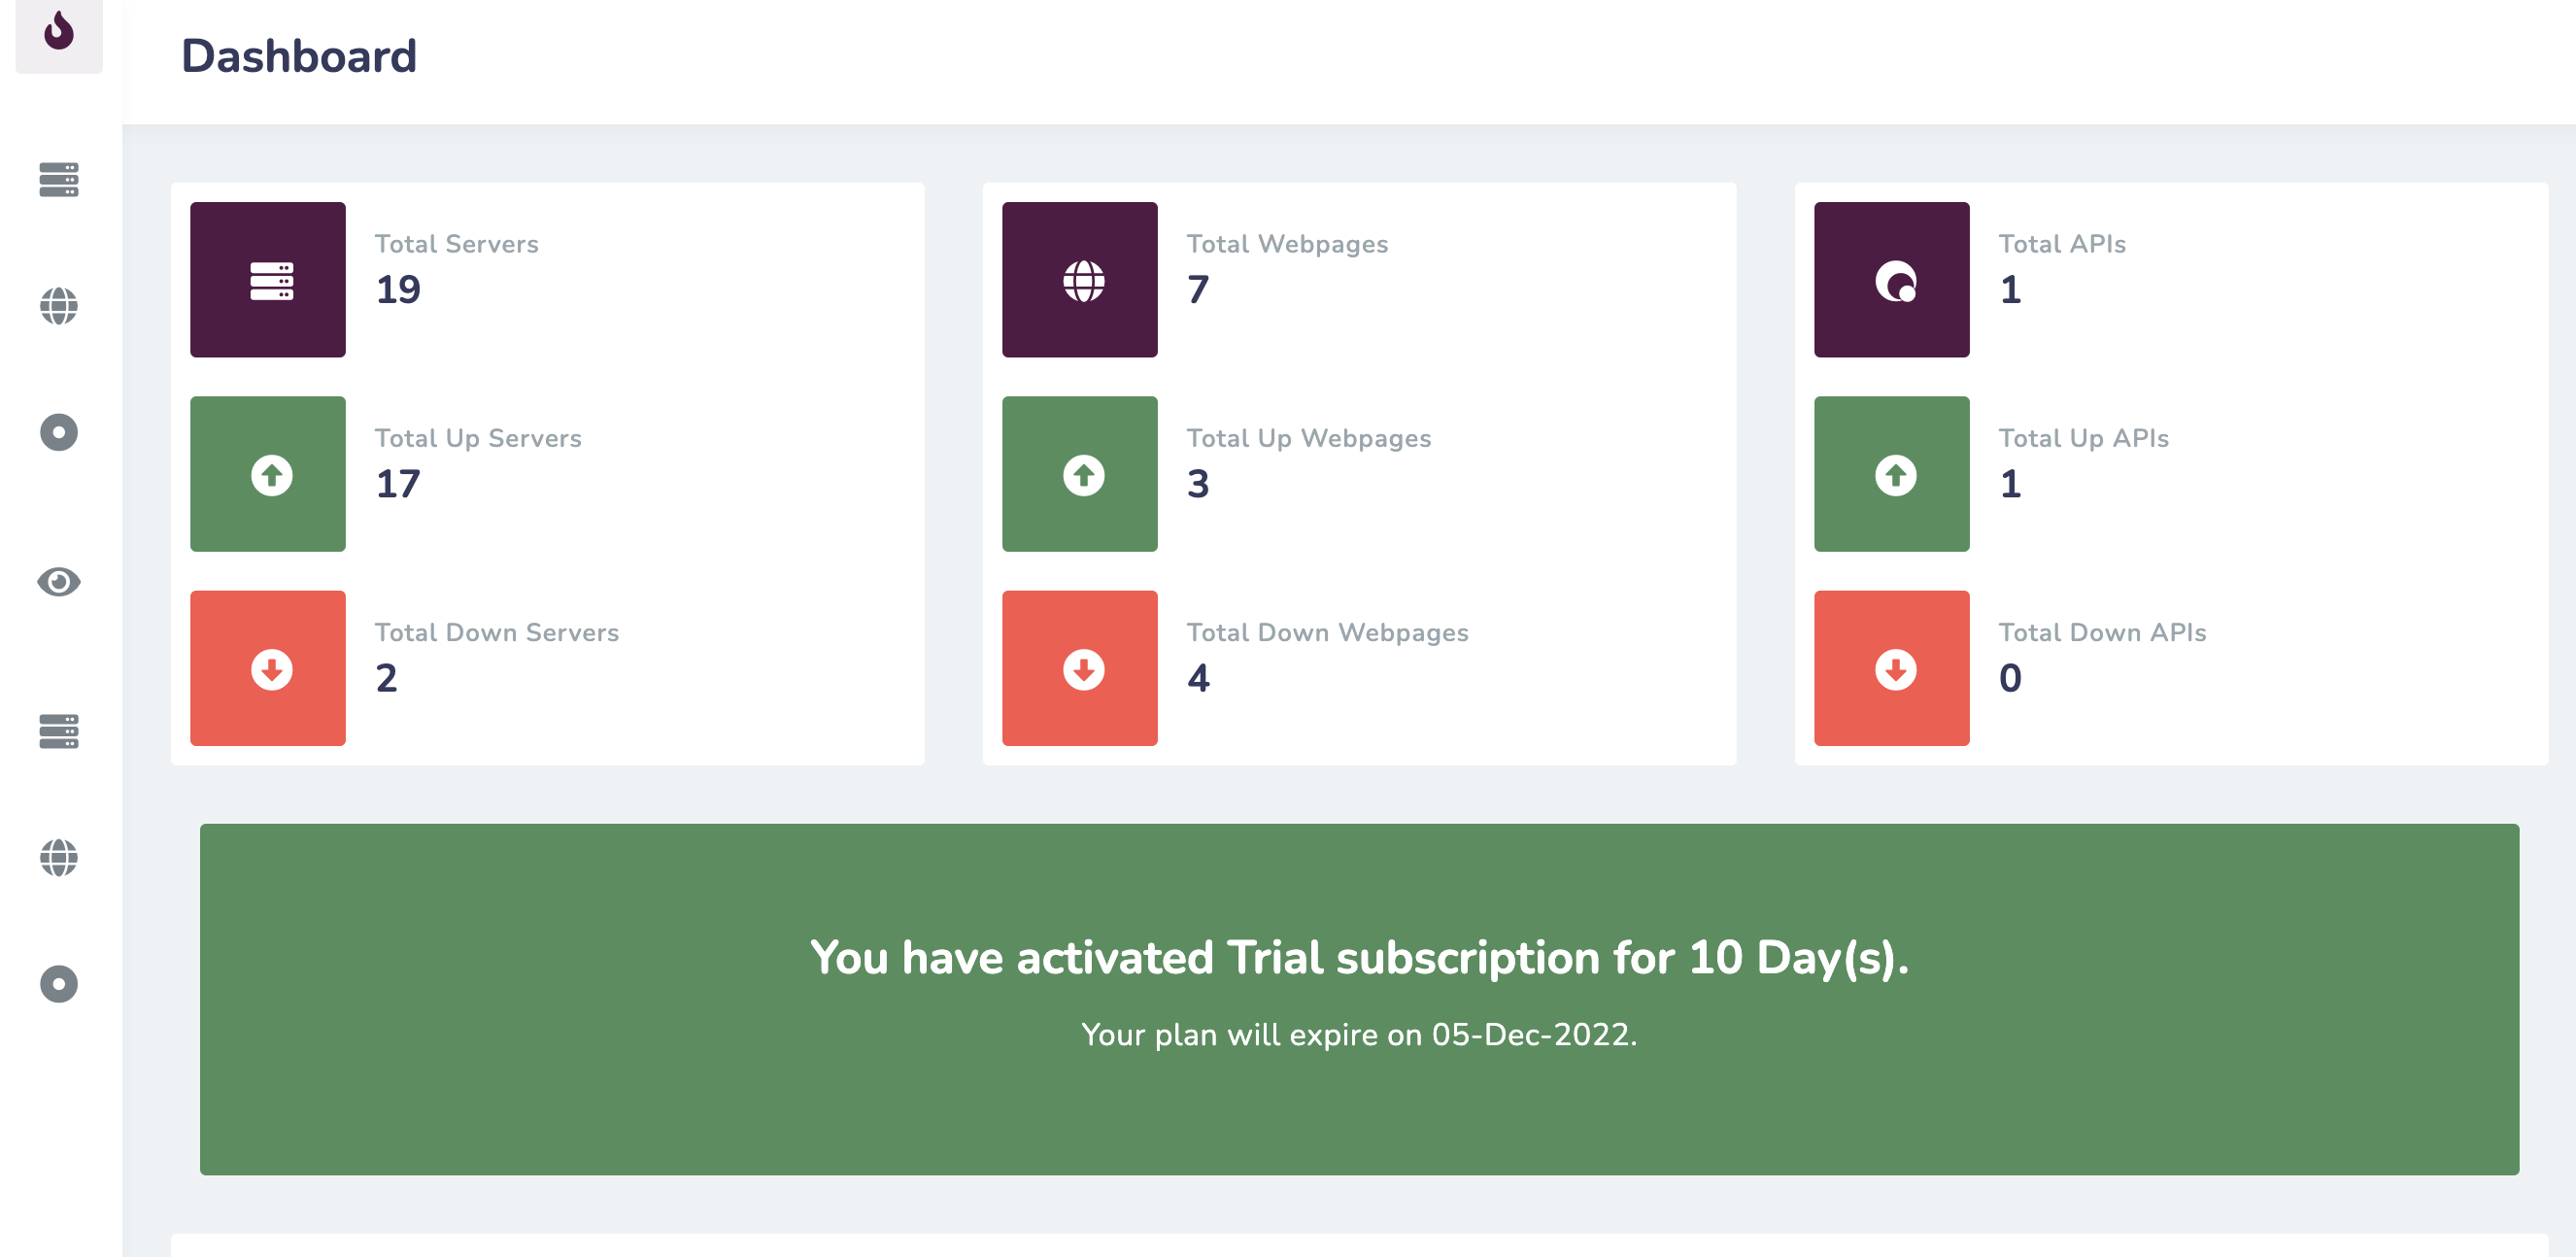 Dashboard
Total Servers
19
Total Up Servers
17
Total Down Servers
2
Total Webpages
7
Total Up Webpages
3
Total Down Webpages
4
Total APIs
1
Total Up APIs
1
Total Down APIs
0
You have activated Trial subscription for 10 Day(s).
Your plan will expire on 05-Dec-2022.